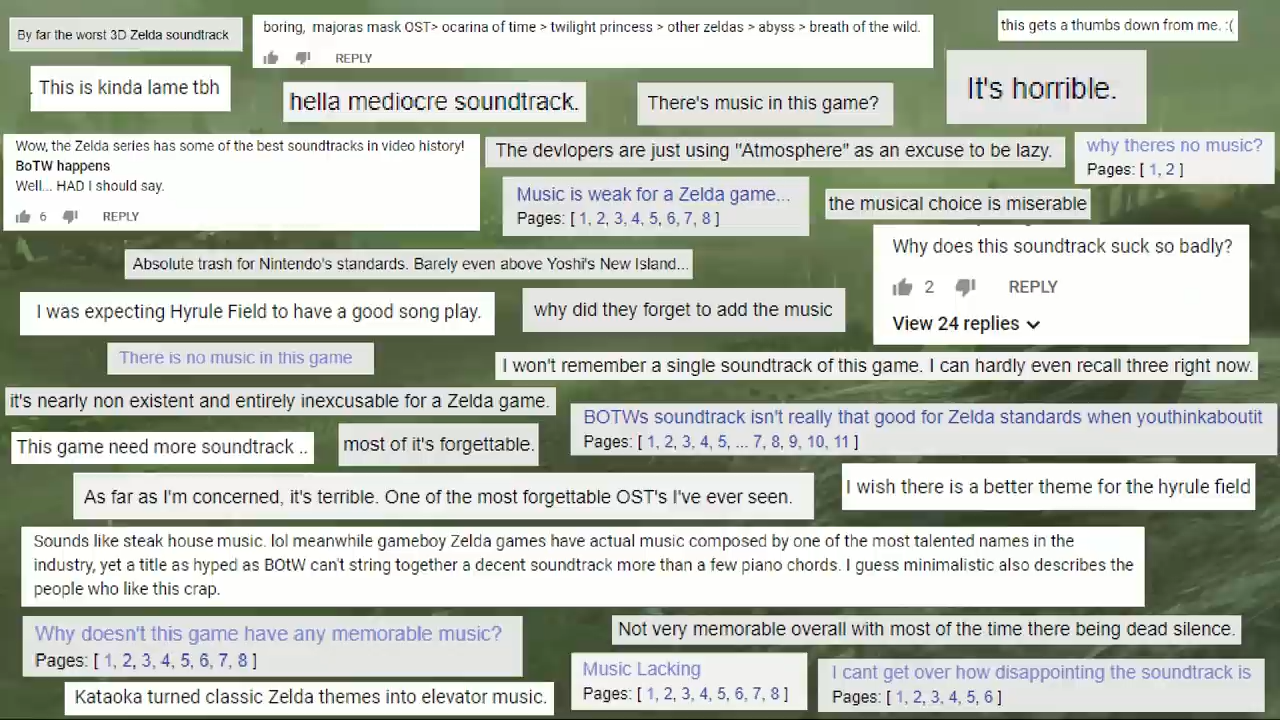 By far the worst 3D Zelda soundtrack
boring, majoras mask OST> ocarina of time > twilight princess > other zeldas > abyss > breath of the wild.
REPLY
this gets a thumbs down from me. :(
. This is kinda lame tbh
hella mediocre soundtrack.
There's music in this game?
It's horrible.
Wow, the Zelda series has some of the best soundtracks in video history!
BoTW happens
Well... HAD I should say.
6 REPLY
The devlopers are just using "Atmosphere" as an excuse to be lazy.
why theres no music?
Pages: [ 1, 2 ]
Music is weak for a Zelda game...
Pages: [ 1, 2, 3, 4, 5, 6, 7, 8 ]
the musical choice is miserable
Absolute trash for Nintendo's standards. Barely even above Yoshi's New Island...
Why does this soundtrack suck so badly?
2 REPLY
View 24 replies
I was expecting Hyrule Field to have a good song play.
why did they forget to add the music
There is no music in this game
I won't remember a single soundtrack of this game. I can hardly even recall three right now.
it's nearly non existent and entirely inexcusable for a Zelda game.
BOTWs soundtrack isn't really that good for Zelda standards when youthinkaboutit
Pages: [ 1, 2, 3, 4, 5, ... 7, 8, 9, 10, 11 ]
This game need more soundtrack ..
most of it's forgettable.
As far as I'm concerned, it's terrible. One of the most forgettable OST's I've ever seen.
I wish there is a better theme for the hyrule field
Sounds like steak house music. lol meanwhile gameboy Zelda games have actual music composed by one of the most talented names in the
industry, yet a title as hyped as BOtW can't string together a decent soundtrack more than a few piano chords. I guess minimalistic also describes the
people who like this crap.
Why doesn't this game have any memorable music?
Pages: [ 1, 2, 3, 4, 5, 6, 7, 8 ]
Not very memorable overall with most of the time there being dead silence.
Music Lacking
Pages: [ 1, 2, 3, 4, 5, 6, 7, 8 ]
I cant get over how disappointing the soundtrack is
Pages: [ 1, 2, 3, 4, 5, 6 ]
Kataoka turned classic Zelda themes into elevator music.